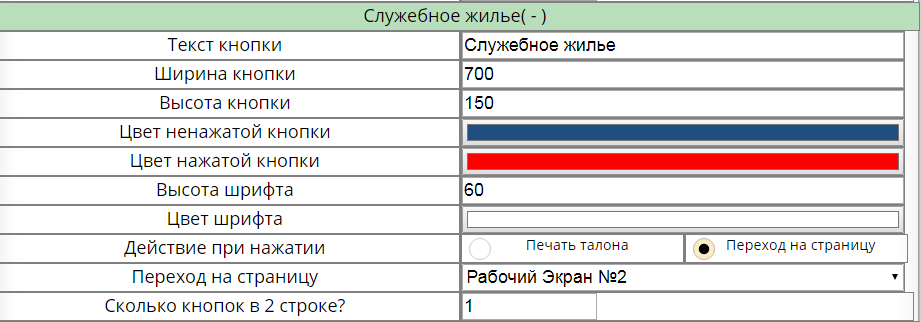 Служебное жилье( - )
Текст кнопки Служебное жилье
Ширина кнопки 700
Высота кнопки 150
Цвет ненажатой кнопки
Цвет нажатой кнопки
Высота шрифта 60
Цвет шрифта
Действие при нажатии Печать талона Переход на страницу
Переход на страницу Рабочий Экран №2
Сколько кнопок в 2 строке? 1